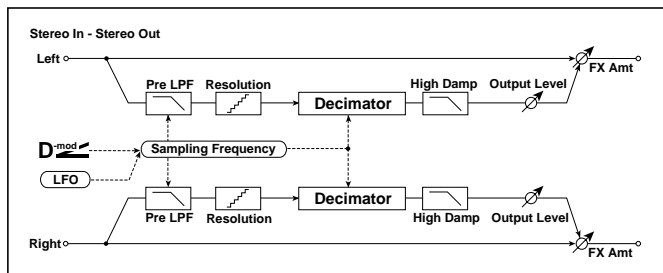 Stereo In - Stereo Out
Left
FX Amt
Pre LPF Resolution High Damp Output Level
Decimator
D-mod
Sampling Frequency
LFO
Decimator
Pre LPF Resolution High Damp Output Level
Right
FX Amt